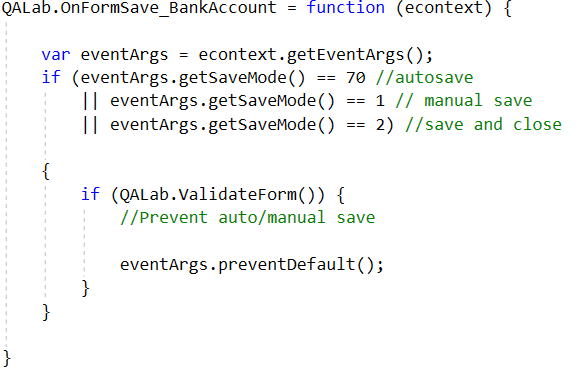 QALab.OnFormSave_BankAccount = function (econtext) {
var eventArgs = econtext.getEventArgs();
if (eventArgs.getSaveMode() == 70 //autosave
|| eventArgs.getSaveMode() == 1 // manual save
|| eventArgs.getSaveMode() == 2) //save and close
{
if (QALab.ValidateForm()) {
//Prevent auto/manual save
eventArgs.preventDefault();
}
}
}